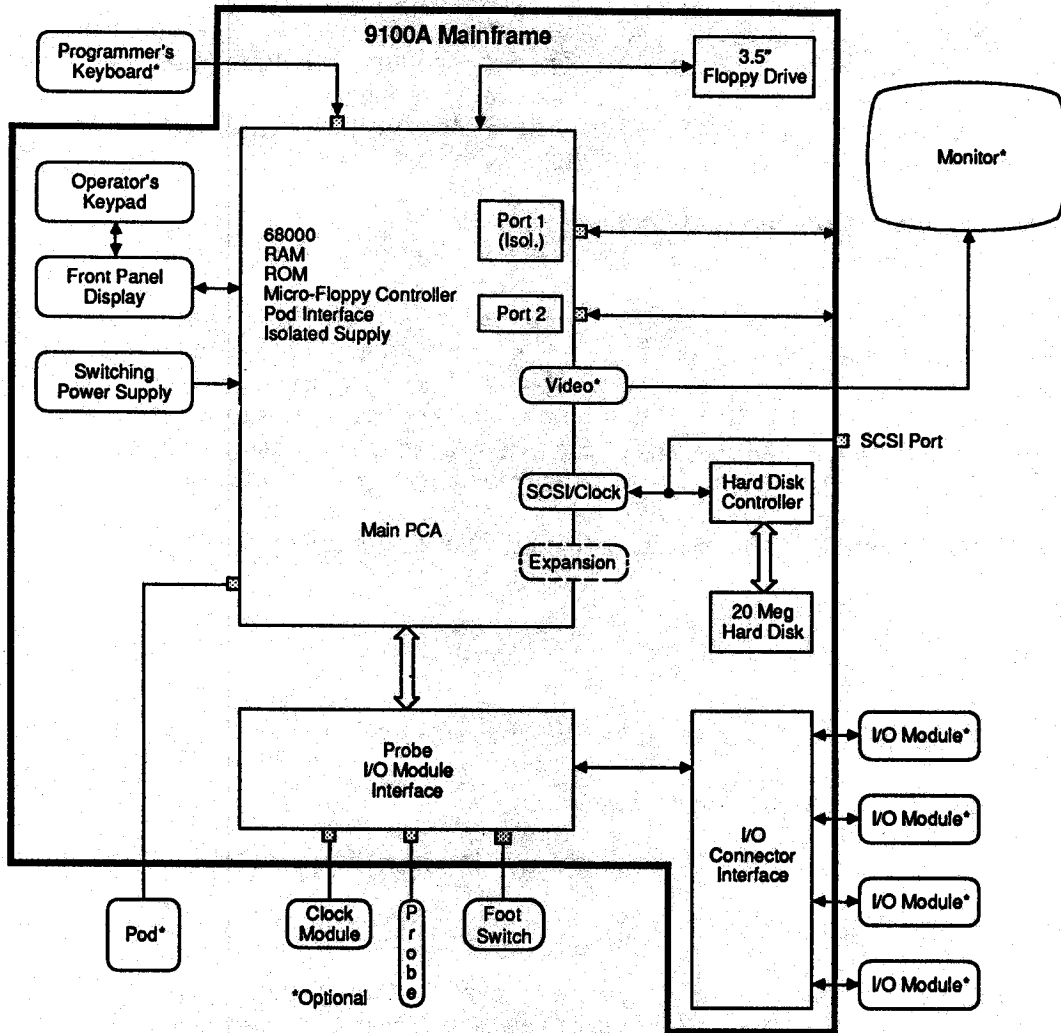 9100A Mainframe
Programmer's
Keyboard*
3.5"
Floppy Drive
Monitor*
Operator's
Keypad
Front Panel
Display
Switching
Power Supply
68000
RAM
ROM
Micro-Floppy Controller
Pod Interface
Isolated Supply
Port 1
(Isol.)
Port 2
Video*
SCSI Port
SCSI/Clock
Hard Disk
Controller
Main PCA
Expansion
20 Meg
Hard Disk
Probe
I/O Module
Interface
I/O
Connector
Interface
I/O Module*
I/O Module*
I/O Module*
I/O Module*
Pod*
Clock
Module
Probe
Foot
Switch
*Optional